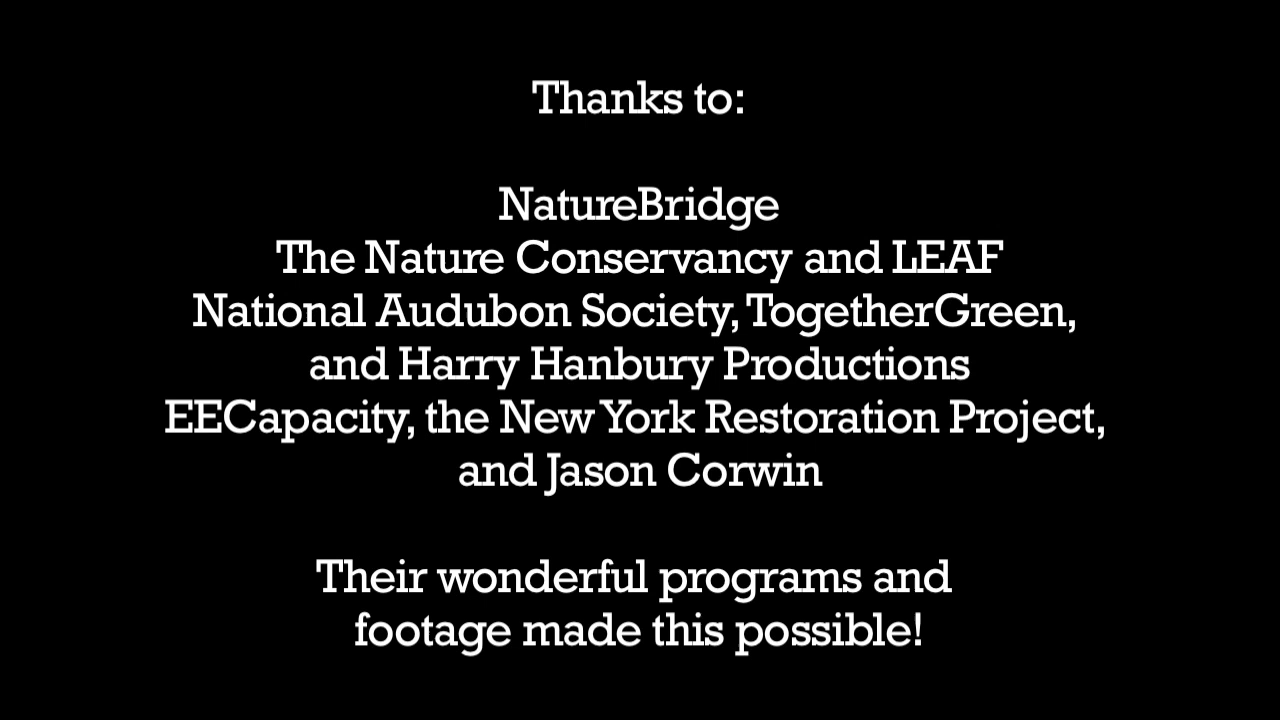 Thanks to:
NatureBridge
The Nature Conservancy and LEAF
National Audubon Society, TogetherGreen,
and Harry Hanbury Productions
EECapacity, the New York Restoration Project,
and Jason Corwin
Their wonderful programs and
footage made this possible!